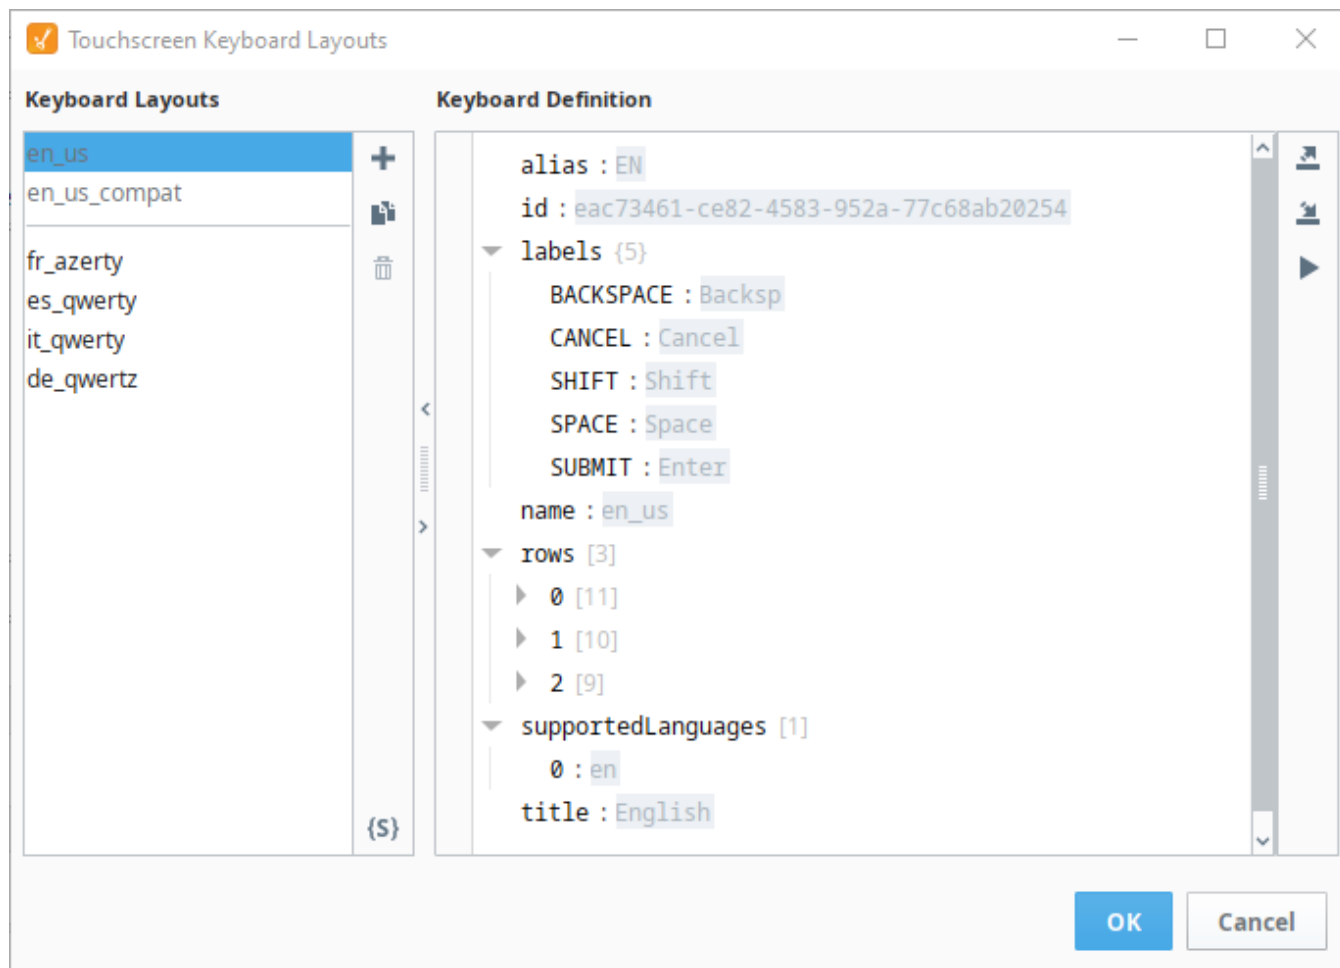 Touchscreen Keyboard Layouts
Keyboard Layouts
Keyboard Definition
en_us
en_us_compat
fr_azerty
es_qwerty
it_qwerty
de_qwertz
{S}
alias : EN
id : eac73461-ce82-4583-952a-77c68ab20254
labels {5}
BACKSPACE : Backsp
CANCEL : Cancel
SHIFT : Shift
SPACE : Space
SUBMIT : Enter
name : en_us
rows [3]
0 [11]
1 [10]
2 [9]
supportedLanguages [1]
0 : en
title : English
OK
Cancel